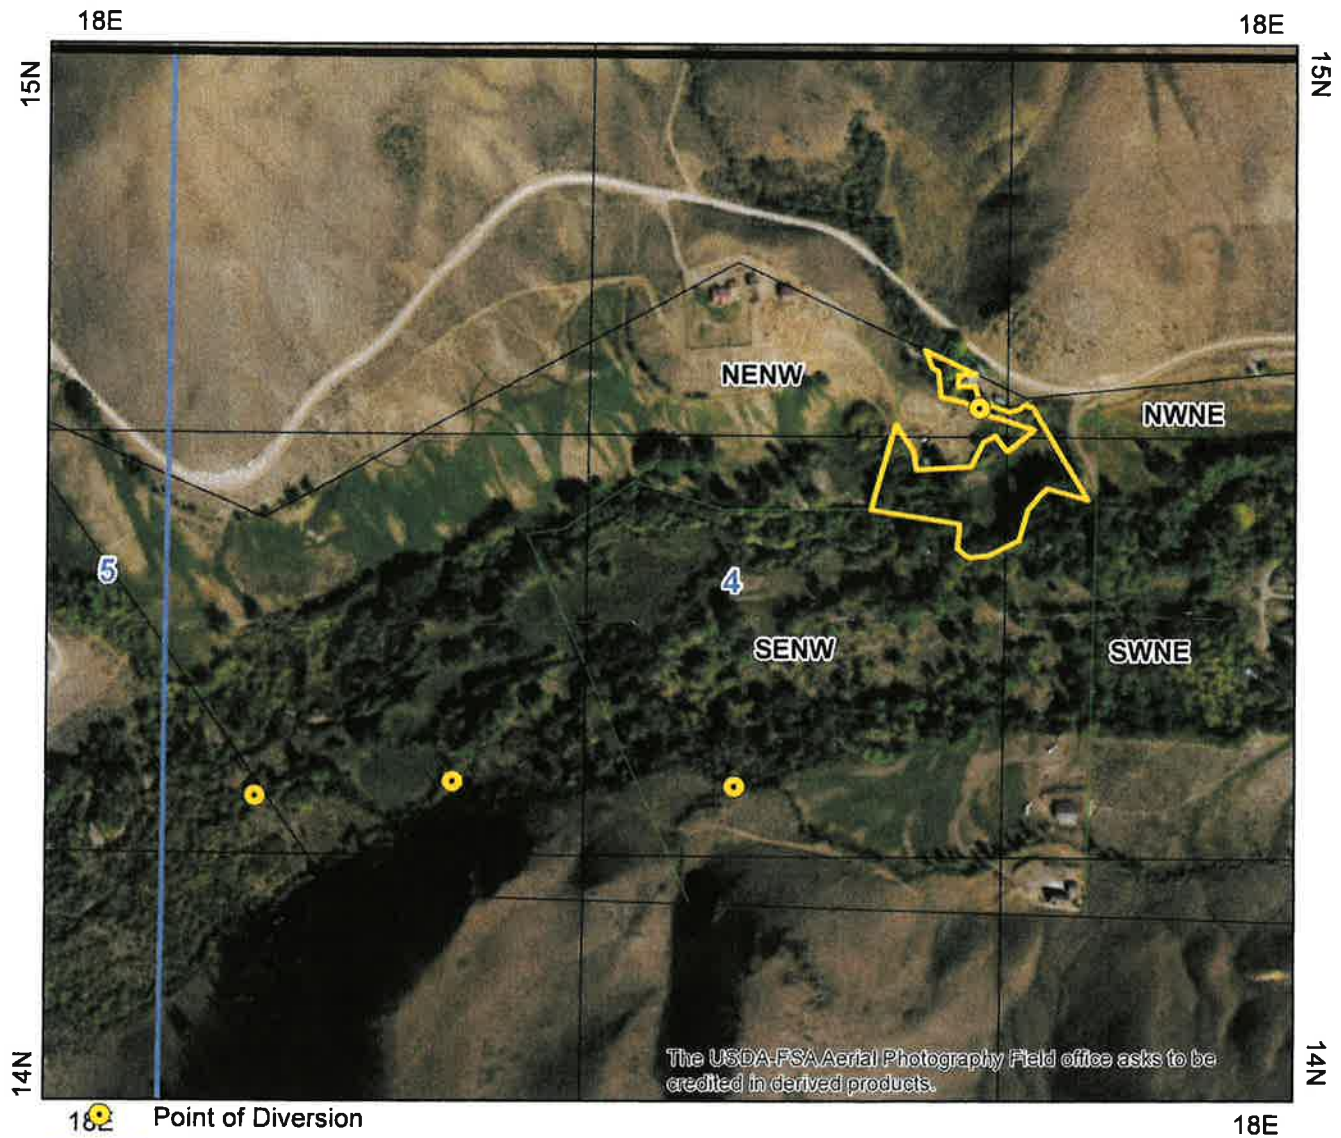 18E 18E
15N 15N
NENW
NWNE
5
4
SENW
SWNE
14N 14N
The USDA-FSA Aerial Photography Field office asks to be
credited in derived products.
18E Point of Diversion 18E